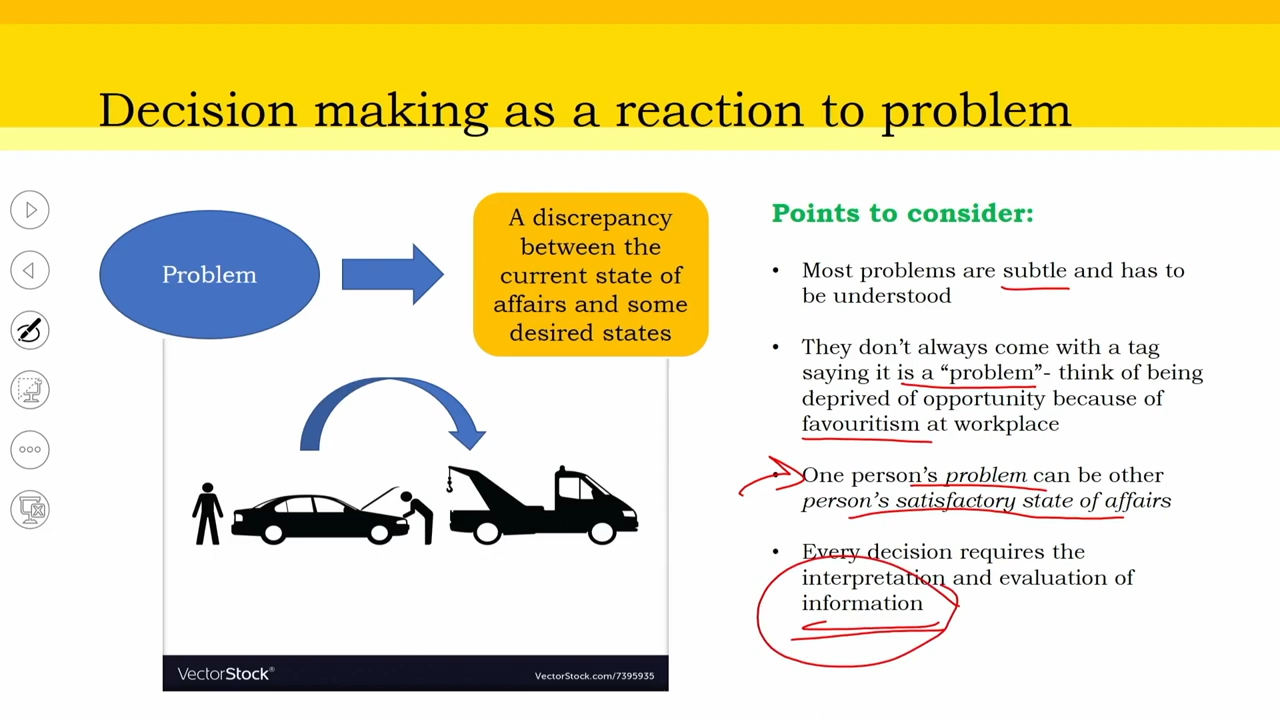 Decision making as a reaction to problem
Problem
A discrepancy
between the
current state of
affairs and some
desired states
VectorStock®
VectorStock.com/7395935
Points to consider:
• Most problems are subtle and has to
be understood
• They don’t always come with a tag
saying it is a “problem”- think of being
deprived of opportunity because of
favouritism at workplace
• One person’s problem can be other
person’s satisfactory state of affairs
• Every decision requires the
interpretation and evaluation of
information